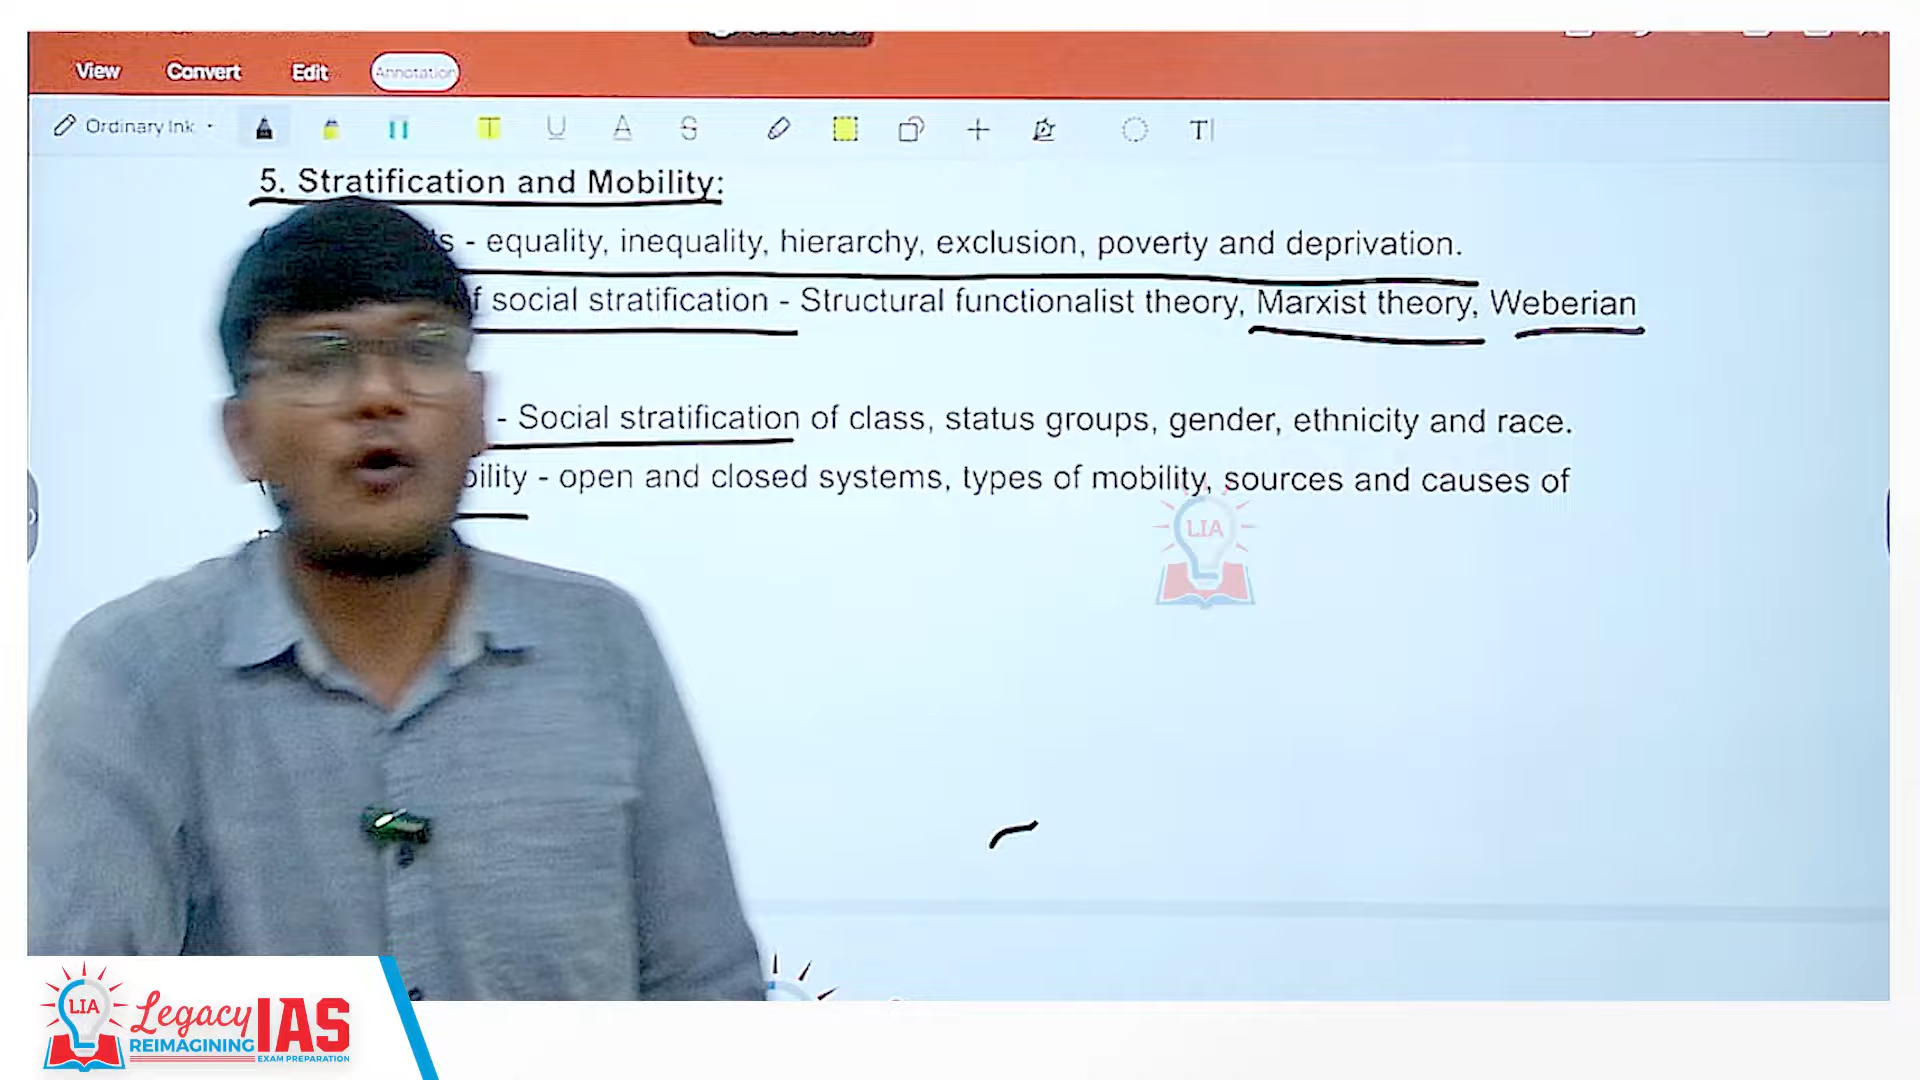 View Convert Edit Annotation
Ordinary Ink T U A S T
5. Stratification and Mobility:
s - equality, inequality, hierarchy, exclusion, poverty and deprivation.
f social stratification - Structural functionalist theory, Marxist theory, Weberian
- Social stratification of class, status groups, gender, ethnicity and race.
bility - open and closed systems, types of mobility, sources and causes of
LIA
LIA
Legacy IAS
REIMAGINING EXAM PREPARATION